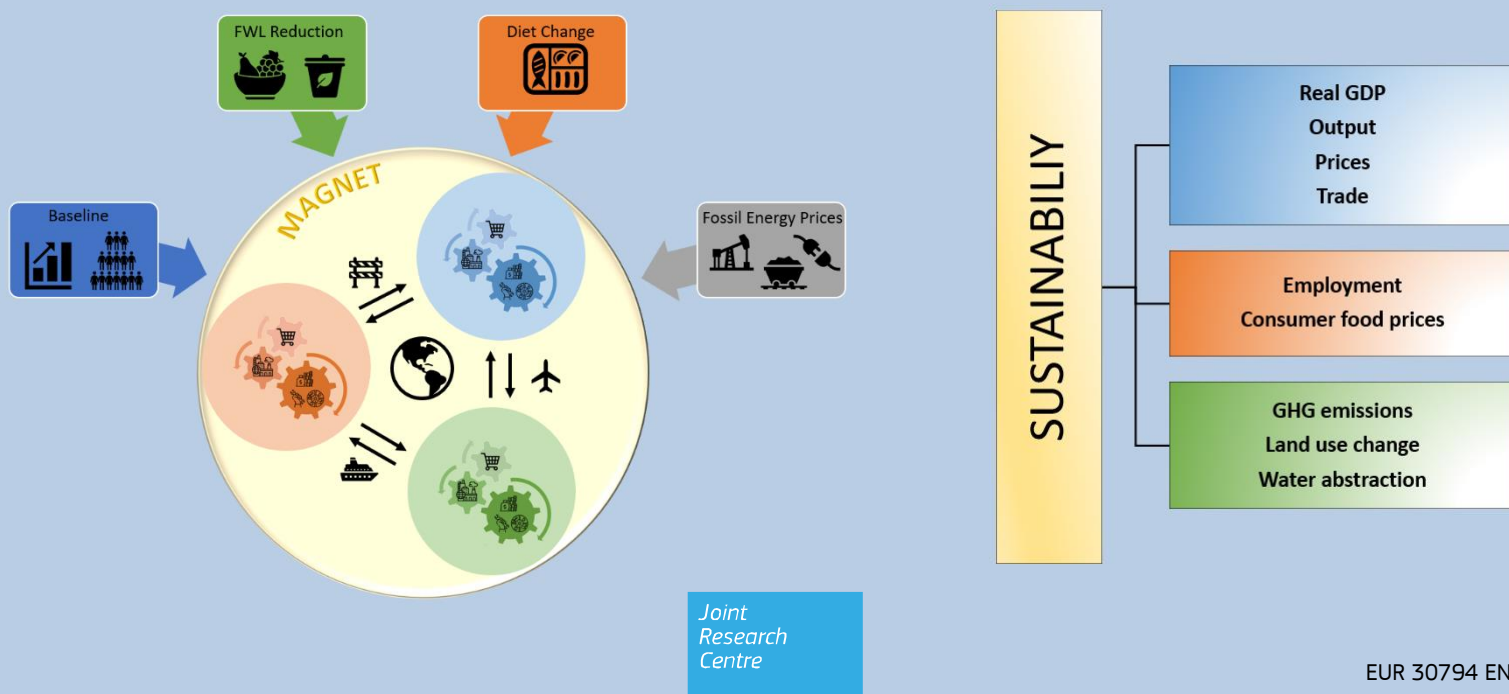 FWL Reduction
Diet Change
Baseline
Fossil Energy Prices
MAGNET
SUSTAINABILIY
Real GDP
Output
Prices
Trade
Employment
Consumer food prices
GHG emissions
Land use change
Water abstraction
Joint
Research
Centre
EUR 30794 EN